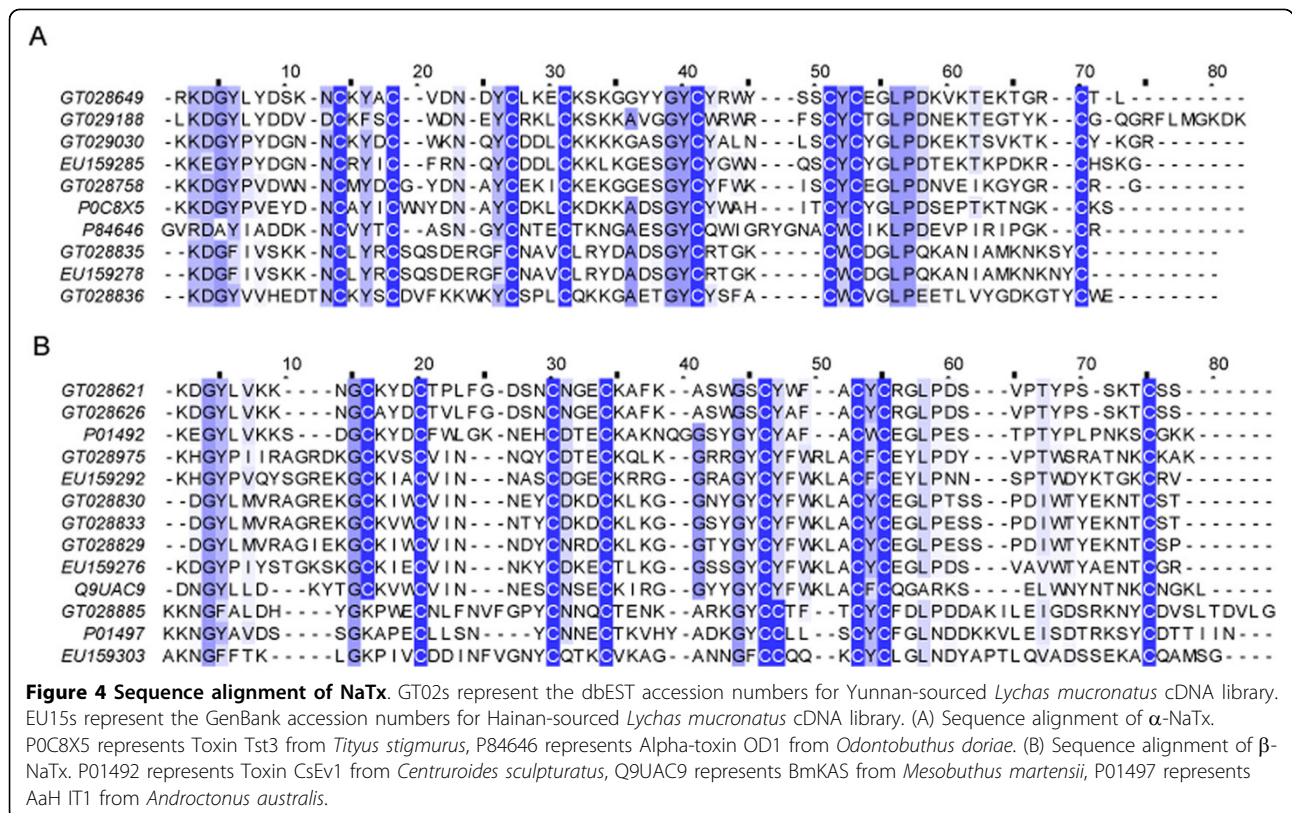 A
10 20 30 40 50 60 70 80
GT028649 -RKDGYLYDSK-NCKYAC--VDN-DYCLKECKSKGGYYGYCYRWY---SSCYCEGLPDKVKTEKTGR--CT-L-------
GT029188 -LKDGYLYDDV-DCKFSC--WDN-EYCRKLCKSKKAVGGYCWRWR---FSCYCTGLPDNEKTEGTYK--CG-QGRFLMGKDK
GT029030 -KKDGYPYDGN-NCKYIC--WKN-QYCDDLCKKKGASGYCYALN---LSCYCEGLPDKEKTSVKTK--CY-KGR------
EU159285 -KKEGYPYDGN-NCRYIC--FRN-QYCDDLCKKLKGESGYCYGWN---QSCYCEGLPDTEKTKPDKR--CHSKG------
GT028758 -KKDGYPVDWN-NCMYDCG-YDN-AYCEKICKEKGGESGYCYFWK---ISCYCEGLPDNVEIKGYGR--CR--G------
P0C8X5 -KKDGYPVEYD-NCAYICWNYDN-AYCDKLCKDKKADSGYCYWAH---ITCYCEGLPDSEPTKTNGK--CKS--------
P84646 GVRDAYIADDK-NCVYTC--ASN-GYCNTECTKNGAESGYCQWIGRYGNACWCIKLPDEVPIRIPGK--CR---------
GT028835 --KDGFIVSKK-NCLYRCSQSDERGFCNAVCLRYDADSGYCRTGK-----CWCDGLPQKANIAMKNKSYC----------
EU159278 --KDGFIVSKK-NCLYRCSQSDERGFCNAVCLRYDADSGYCRTGK-----CWCDGLPQKANIAMKNKNYC----------
GT028836 --KDGYVVHEDTNCKYSCDVFKKWKYCSPLCQKKGAETGYCYSFA-----CWCVGLPEETLVYGDKGTYCWE--------
B
10 20 30 40 50 60 70 80
GT028621 -KDGYLVKK----NGCKYDCTPLFG-DSNCNGECKAFK--ASWGSCYWF--ACYCRGLPDS---VPTYPS-SKTCSS-------
GT028626 -KDGYLVKK----NGCAYDCTVLFG-DSNCNGECKAFK--ASWGSCYAF--ACYCRGLPDS---VPTYPS-SKTCSS-------
P01492 -KEGYLVKKS---DGCKYDCFWLGK-NEHCDTECKAKNQGGSYGYCYAF--ACWCEGLPES---TPTYPLPNKSCGKK------
GT028975 -KHGYPIIRAGRDKGCKVSCVIN---NQYCDTECKQLK--GRRGYCYFWRLACFCEYLPDY---VPTWSRATNKCKAK------
EU159292 -KHGYPVQYSGREKGCKIACVIN---NASCDGECKRRG--GRAGYCYFWKLACYCEYLPNN---SPTWDYKTGKCRV-------
GT028830 --DGYLMVRAGREKGCKIWCVIN---NEYCDKDCKLKG--GNYGYCYFWKLACYCEGLPTSS--PDIWTYEKNTCST-------
GT028833 --DGYLMVRAGREKGCKVWCVIN---NTYCDKDCKLKG--GSYGYCYFWKLACYCEGLPESS--PDIWTYEKNTCST-------
GT028829 --DGYLMVRAGIEKGCKIWCVIN---NDYCNRDCKLKG--GTYGYCYFWKLACYCEGLPESS--PDIWTYEKNTCSP-------
EU159276 -KDGYPIYSTGKSKGCKIECVIN---NKYCDKECTLKG--GSSGYCYFWKLACYCEGLPDS---VAVWTYAENTCGR-------
Q9UAC9 -DNGYLLD---KYTGCKVWCVIN---NESCNSECKIRG--GYYGYCYFWKLACFCQGARKS---ELWNYNTNKCNGKL------
GT028885 KKNGFALDH----YGKPWECNLFNVFGPYCNNQCTENK--ARKGYCCTF--TCYCFDLPDDAKILEIGDSRKNYCDVSLTDVLG
P01497 KKNGYAVDS----SGKAPECLLSN----YCNNECTKVHY-ADKGYCCLL--SCYCFGLNDDKKVLEISDTRKSYCDTTIIN---
EU159303 AKNGFFTK-----LGKPIVCDDINFVGNYCQTKCVKAG--ANNGFCCQQ--KCYCLGLNDYAPTLQVADSSEKACQAMSG----
Figure 4 Sequence alignment of NaTx. GT02s represent the dbEST accession numbers for Yunnan-sourced Lychas mucronatus cDNA library.
EU15s represent the GenBank accession numbers for Hainan-sourced Lychas mucronatus cDNA library. (A) Sequence alignment of α-NaTx.
P0C8X5 represents Toxin Tst3 from Tityus stigmurus, P84646 represents Alpha-toxin OD1 from Odontobuthus doriae. (B) Sequence alignment of β-
NaTx. P01492 represents Toxin CsEv1 from Centruroides sculpturatus, Q9UAC9 represents BmKAS from Mesobuthus martensii, P01497 represents
AaH IT1 from Androctonus australis.